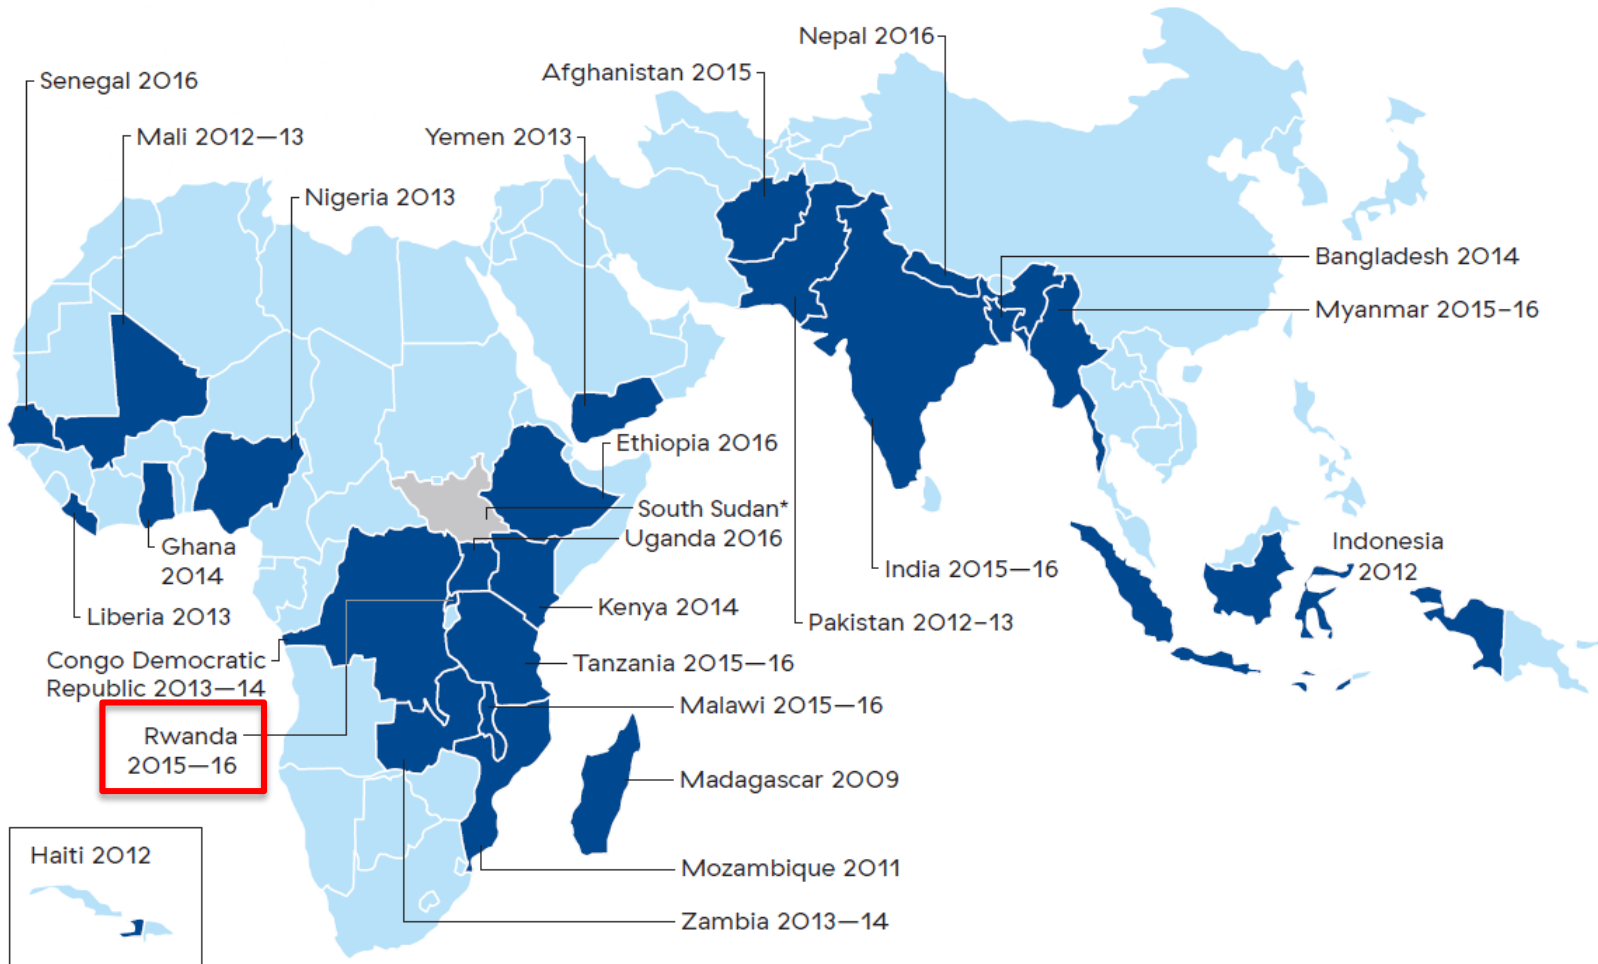 Nepal 2016
Senegal 2016
Afghanistan 2015
Mali 2012—13
Yemen 2013
Nigeria 2013
Bangladesh 2014
Myanmar 2015–16
Ethiopia 2016
South Sudan*
Uganda 2016
Ghana
2014
Indonesia
2012
India 2015—16
Kenya 2014
Liberia 2013
Pakistan 2012–13
Congo Democratic
Republic 2013—14
Tanzania 2015—16
Malawi 2015—16
Rwanda
2015—16
Madagascar 2009
Haiti 2012
Mozambique 2011
Zambia 2013—14